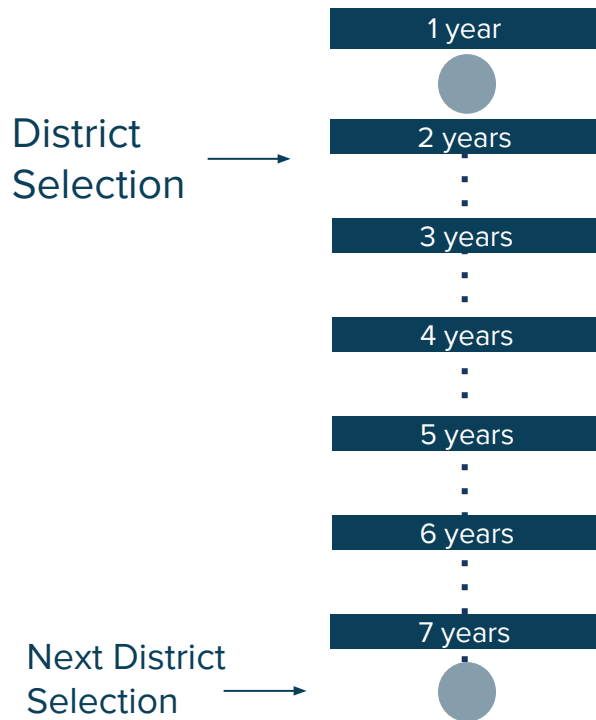 1 year
District
Selection
2 years
3 years
4 years
5 years
6 years
7 years
Next District
Selection